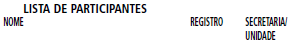 LISTA DE PARTICIPANTES
NOME REGISTRO SECRETARIA/
UNIDADE